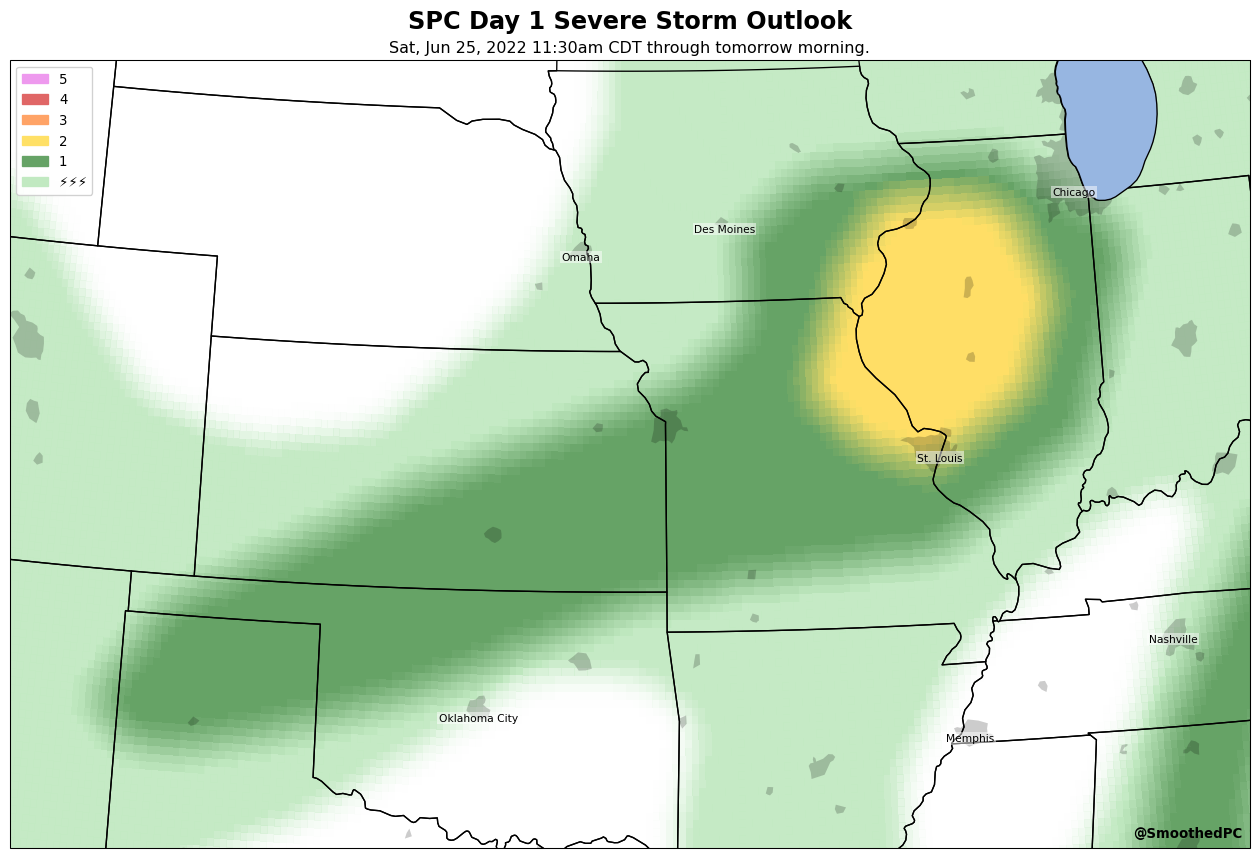 SPC Day 1 Severe Storm Outlook
Sat, Jun 25, 2022 11:30am CDT through tomorrow morning.
5
4
3
2
1
⚡⚡⚡
Chicago
Des Moines
Omaha
St. Louis
Nashville
Oklahoma City
Memphis
@SmoothedPC